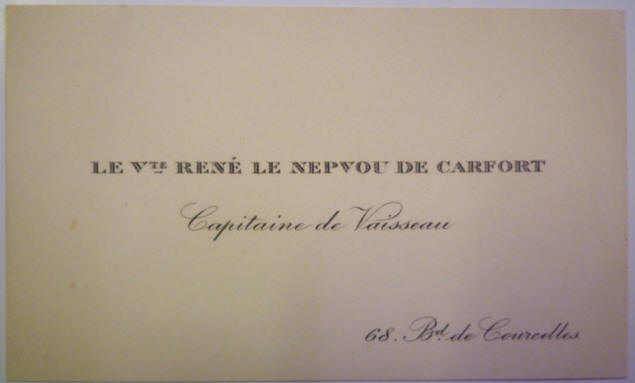 LE VTE RENÉ LE NEPVOU DE CARFORT
Capitaine de Vaisseau
68. Bd. de Courcelles